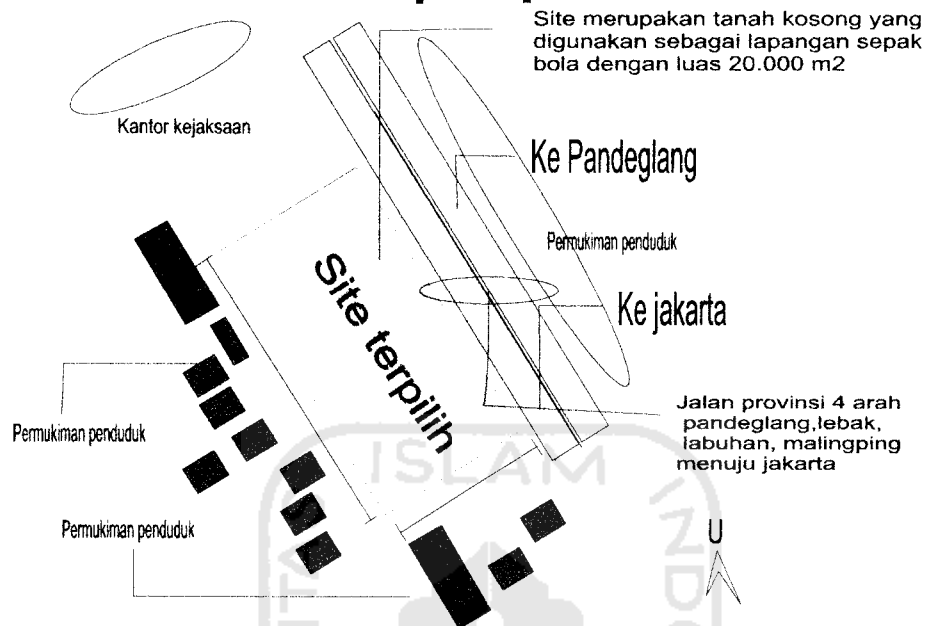 Site merupakan tanah kosong yang
digunakan sebagai lapangan sepak
bola dengan luas 20.000 m2
Kantor kejaksaan
Ke Pandeglang
Permukiman penduduk
Site terpilih
Ke jakarta
Jalan provinsi 4 arah
pandeglang,lebak,
labuhan, malingping
menuju jakarta
Permukiman penduduk
Permukiman penduduk
U
ISLAM